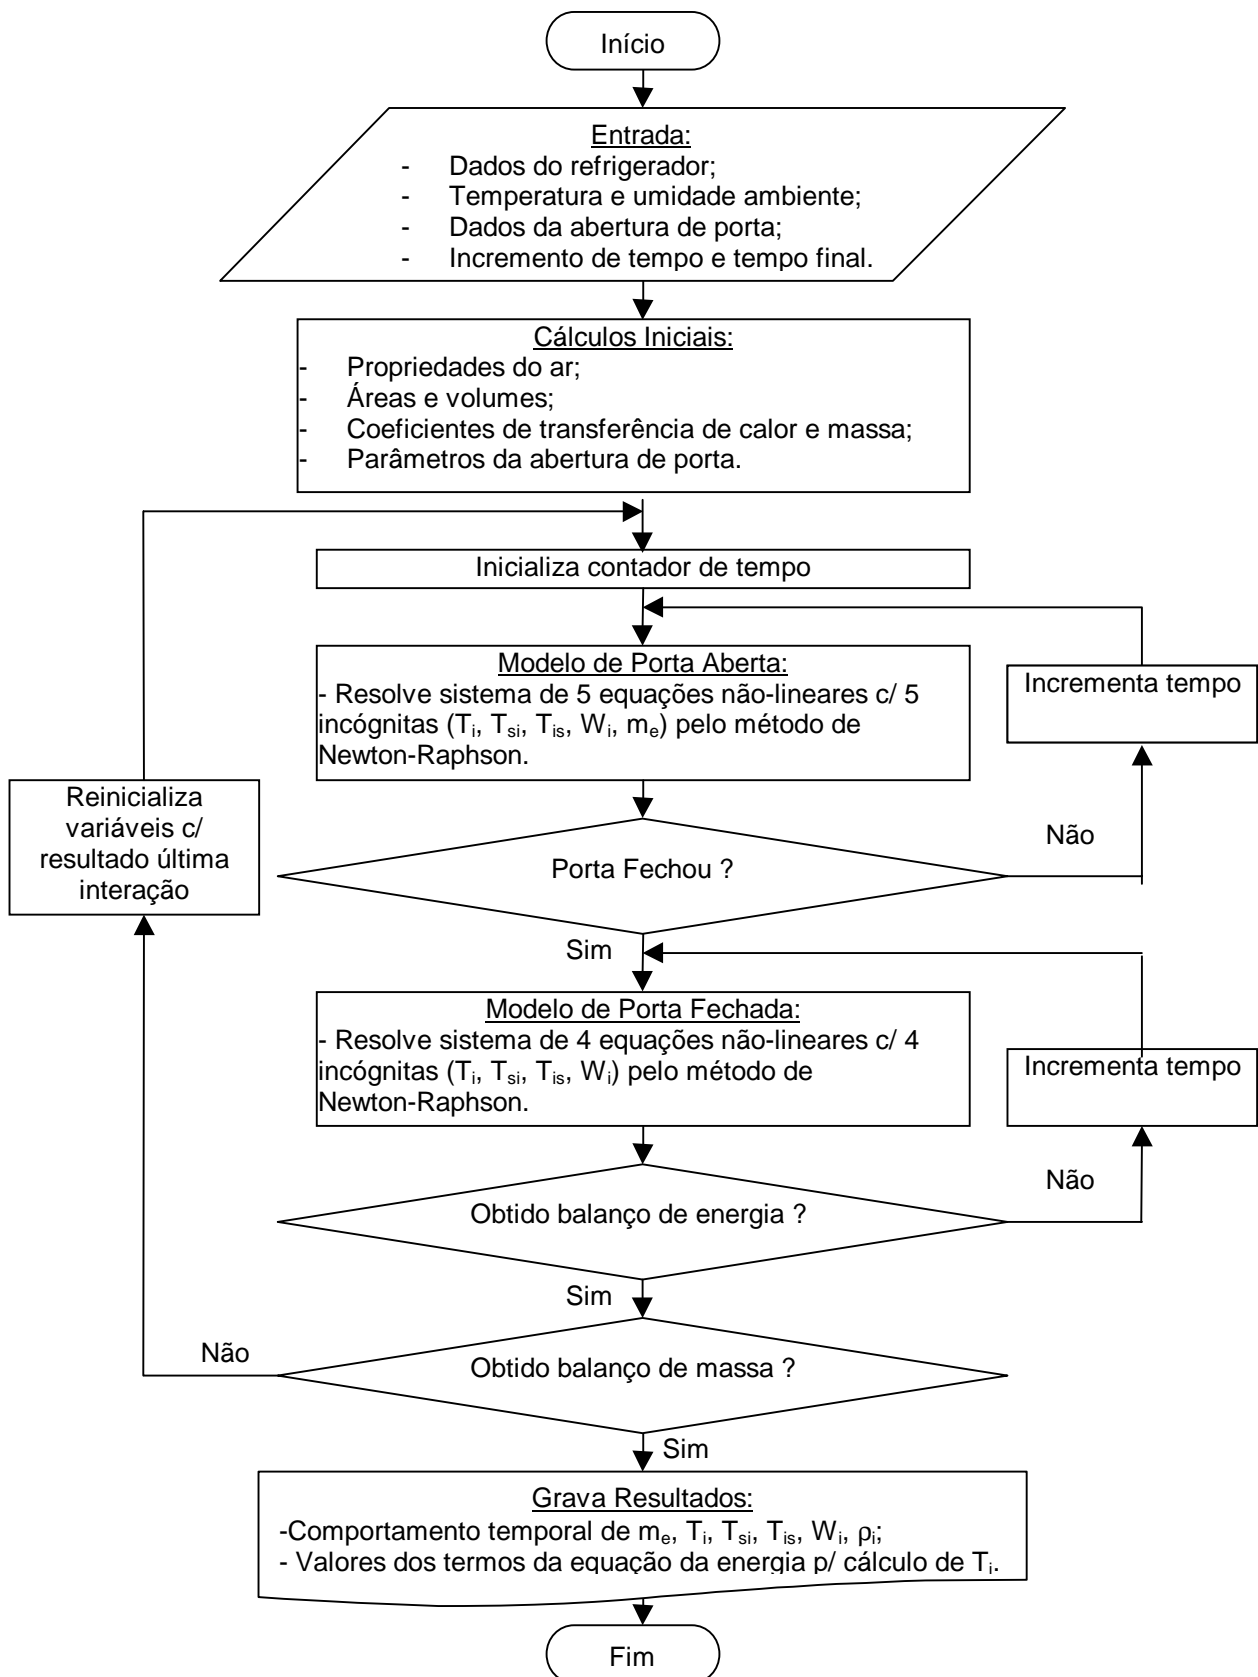 Início
Entrada:
- Dados do refrigerador;
- Temperatura e umidade ambiente;
- Dados da abertura de porta;
- Incremento de tempo e tempo final.
Cálculos Iniciais:
- Propriedades do ar;
- Áreas e volumes;
- Coeficientes de transferência de calor e massa;
- Parâmetros da abertura de porta.
Inicializa contador de tempo
Modelo de Porta Aberta:
- Resolve sistema de 5 equações não-lineares c/ 5
incógnitas (Ti, Tsi, Tis, Wi, me) pelo método de
Newton-Raphson.
Incrementa tempo
Reinicializa
variáveis c/
resultado última
interação
Porta Fechou ?
Não
Sim
Modelo de Porta Fechada:
- Resolve sistema de 4 equações não-lineares c/ 4
incógnitas (Ti, Tsi, Tis, Wi) pelo método de
Newton-Raphson.
Incrementa tempo
Obtido balanço de energia ?
Não
Sim
Obtido balanço de massa ?
Não
Sim
Grava Resultados:
-Comportamento temporal de me, Ti, Tsi, Tis, Wi, ρi;
- Valores dos termos da equação da energia p/ cálculo de Ti.
Fim